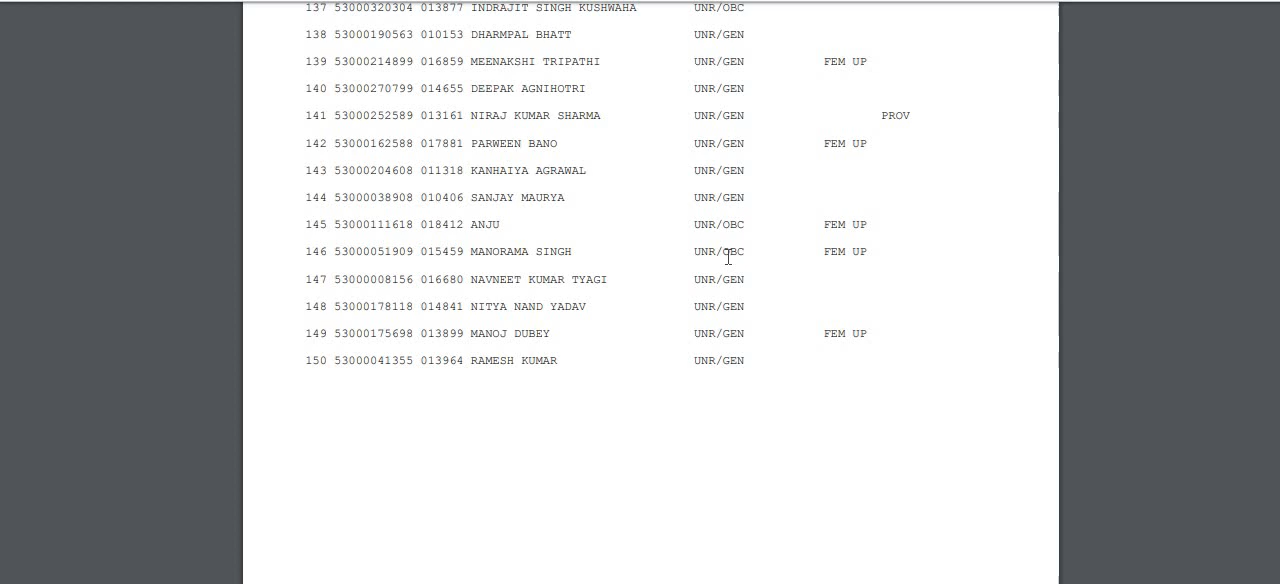 137 53000320304 013877 INDRAJIT SINGH KUSHWAHA UNR/OBC
138 53000190563 010153 DHARMPAL BHATT UNR/GEN
139 53000214899 016859 MEENAKSHI TRIPATHI UNR/GEN FEM UP
140 53000270799 014655 DEEPAK AGNIHOTRI UNR/GEN
141 53000252589 013161 NIRAJ KUMAR SHARMA UNR/GEN PROV
142 53000162588 017881 PARWEEN BANO UNR/GEN FEM UP
143 53000204608 011318 KANHAIYA AGRAWAL UNR/GEN
144 53000038908 010406 SANJAY MAURYA UNR/GEN
145 53000111618 018412 ANJU UNR/OBC FEM UP
146 53000051909 015459 MANORAMA SINGH UNR/OBC FEM UP
147 53000008156 016680 NAVNEET KUMAR TYAGI UNR/GEN
148 53000178118 014841 NITYA NAND YADAV UNR/GEN
149 53000175698 013899 MANOJ DUBEY UNR/GEN FEM UP
150 53000041355 013964 RAMESH KUMAR UNR/GEN